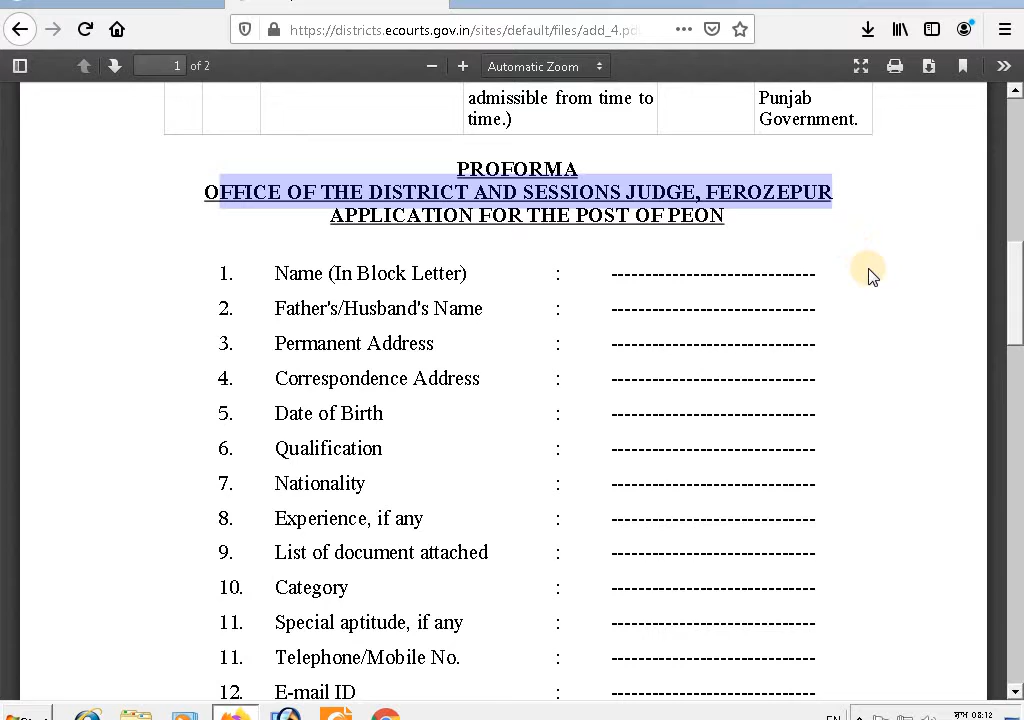 https://districts.ecourts.gov.in/sites/default/files/add_4.pd
1 of 2
Automatic Zoom
admissible from time to
time.)
Punjab
Government.
PROFORMA
OFFICE OF THE DISTRICT AND SESSIONS JUDGE, FEROZEPUR
APPLICATION FOR THE POST OF PEON
1. Name (In Block Letter) : ------------------------------
2. Father's/Husband's Name : ------------------------------
3. Permanent Address : ------------------------------
4. Correspondence Address : ------------------------------
5. Date of Birth : ------------------------------
6. Qualification : ------------------------------
7. Nationality : ------------------------------
8. Experience, if any : ------------------------------
9. List of document attached : ------------------------------
10. Category : ------------------------------
11. Special aptitude, if any : ------------------------------
11. Telephone/Mobile No. : ------------------------------
12. E-mail ID : ------------------------------
EN
08:12